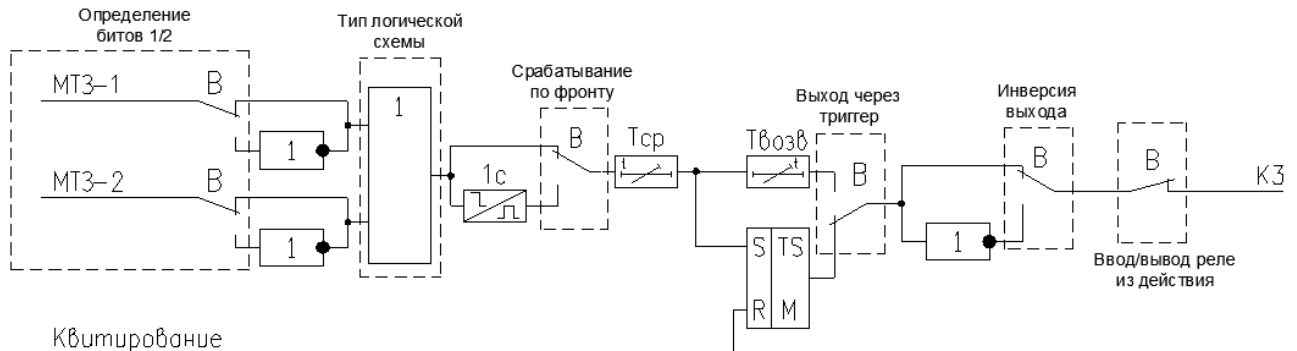 Определение
битов 1/2
Тип логической
схемы
Срабатывание
по фронту
Выход через
триггер
Инверсия
выхода
МТЗ-1
В
1
1
МТЗ-2
В
1
1с
В
Тср
Твозв
В
В
В
К3
1
S TS
R M
Ввод/вывод реле
из действия
Квитирование